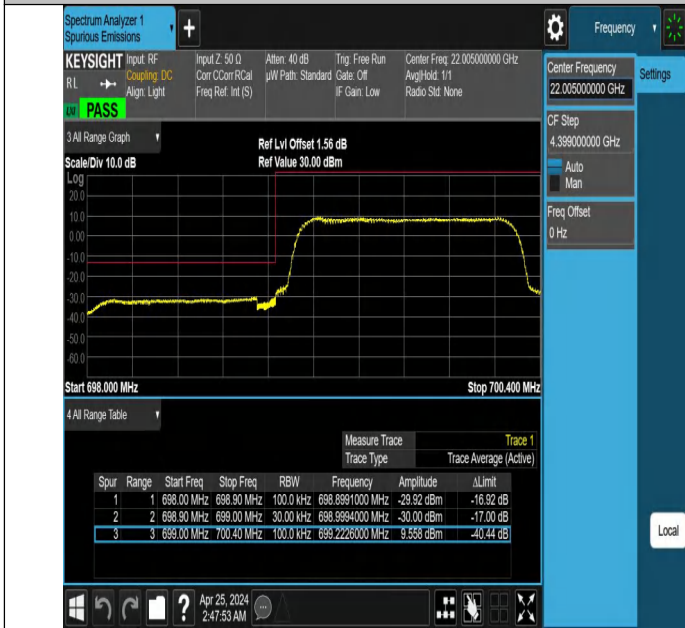 Spectrum Analyzer 1
Spurious Emissions
Frequency
KEYSIGHT
RL
Input: RF
Coupling: DC
Align: Light
Input Z: 50 Ω
Corr CCorr RCal
Freq Ref: Int (S)
Atten: 40 dB
µW Path: Standard
Trig: Free Run
Gate: Off
IF Gain: Low
Center Freq: 22.005000000 GHz
Avg|Hold: 1/1
Radio Std: None
PASS
Center Frequency
22.005000000 GHz
Settings
CF Step
4.399000000 GHz
Auto
Man
Freq Offset
0 Hz
3 All Range Graph
Ref Lvl Offset 1.56 dB
Scale/Div 10.0 dB
Ref Value 30.00 dBm
Log
20.0
10.0
0.00
-10.0
-20.0
-30.0
-40.0
-50.0
-60.0
Start 698.000 MHz
Stop 700.400 MHz
4 All Range Table
Measure Trace Trace 1
Trace Type Trace Average (Active)
Spur Range Start Freq Stop Freq RBW Frequency Amplitude ΔLimit
1 1 698.00 MHz 698.90 MHz 100.0 kHz 698.8991000 MHz -29.92 dBm -16.92 dB
2 2 698.90 MHz 699.00 MHz 30.00 kHz 698.9994000 MHz -30.00 dBm -17.00 dB
3 3 699.00 MHz 700.40 MHz 100.0 kHz 699.2226000 MHz 9.558 dBm -40.44 dB
Local
?
Apr 25, 2024
2:47:53 AM